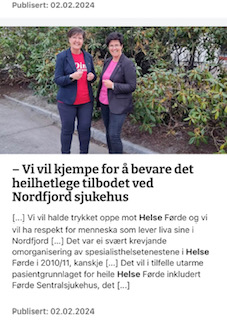 Publisert: 02.02.2024
– Vi vil kjempe for å bevare det
heilhetlege tilbodet ved
Nordfjord sjukehus
[...] Vi vil halde trykket oppe mot Helse Førde og vi
vil ha respekt for menneska som lever liva sine i
Nordfjord [...] Det var ei svært krevjande
omorganisering av spesialisthelsetenestene i Helse
Førde i 2010/11, kanskje [...] Det vil i tilfelle utarme
pasientgrunnlaget for heile Helse Førde inkludert
Førde Sentralsjukehus, det [...]
Publisert: 02.02.2024